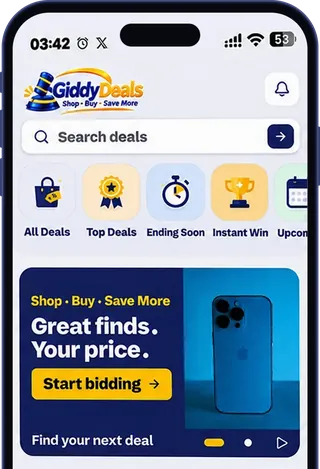 03:42
53
GiddyDeals
Shop • Buy • Save More
Search deals
All Deals
Top Deals
Ending Soon
Instant Win
Upcom
Shop • Buy • Save More
Great finds.
Your price.
Start bidding →
Find your next deal